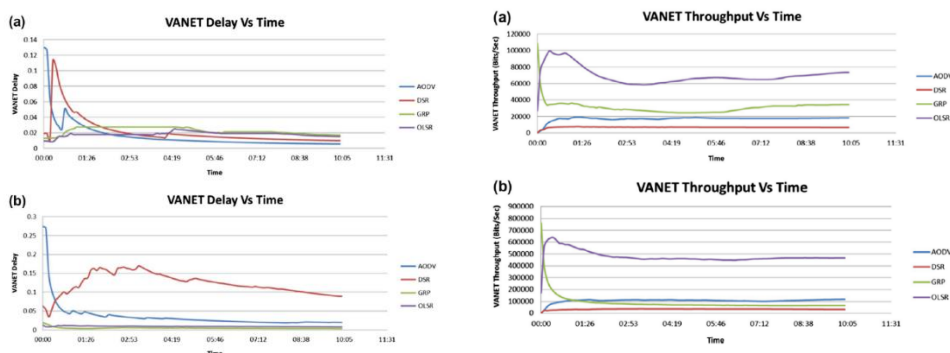 (a)
VANET Delay Vs Time
VANET Delay
0.14
0.12
0.1
0.08
0.06
0.04
0.02
0
00:00 01:26 02:53 04:19 05:46 07:12 08:38 10:05 11:31
Time
AODV
DSR
GRP
OLSR
(b)
VANET Delay Vs Time
VANET Delay
0.3
0.25
0.2
0.15
0.1
0.05
0
00:00 01:26 02:53 04:19 05:46 07:12 08:38 10:05 11:31
Time
AODV
DSR
GRP
OLSR
(a)
VANET Throughput Vs Time
VANET Throughput (Bits/Sec)
120000
100000
80000
60000
40000
20000
0
00:00 01:26 02:53 04:19 05:46 07:12 08:38 10:05 11:31
Time
AODV
DSR
GRP
OLSR
(b)
VANET Throughput Vs Time
VANET Throughput (Bits/Sec)
900000
800000
700000
600000
500000
400000
300000
200000
100000
0
00:00 01:26 02:53 04:19 05:46 07:12 08:38 10:05 11:31
Time
AODV
DSR
GRP
OLSR